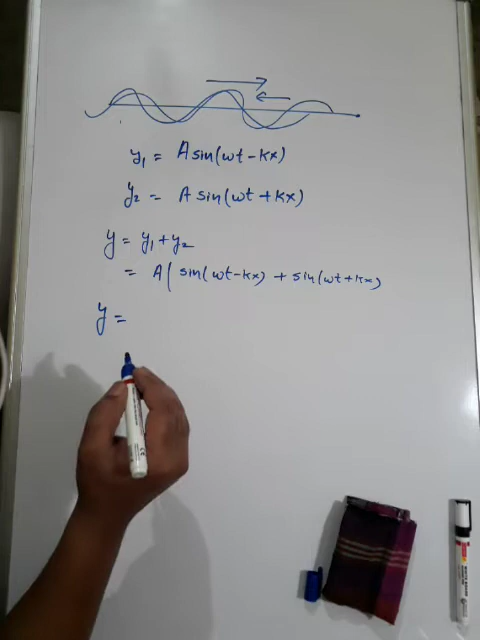 y₁ = A sin(ωt - kx)
y₂ = A sin(ωt + kx)
y = y₁ + y₂
= A( sin(ωt - kx) + sin(ωt + kx)
y =